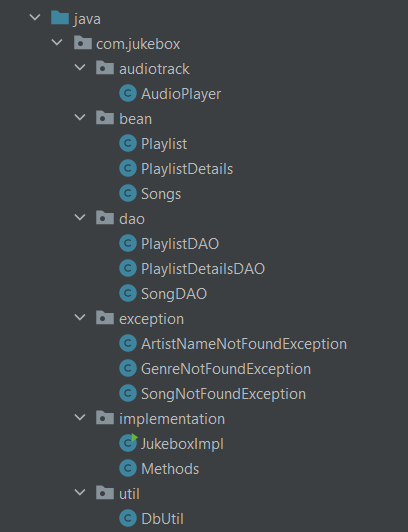 java
com.jukebox
audiotrack
C AudioPlayer
bean
C Playlist
C PlaylistDetails
C Songs
dao
C PlaylistDAO
C PlaylistDetailsDAO
C SongDAO
exception
C ArtistNameNotFoundException
C GenreNotFoundException
C SongNotFoundException
implementation
C JukeboxImpl
C Methods
util
C DbUtil